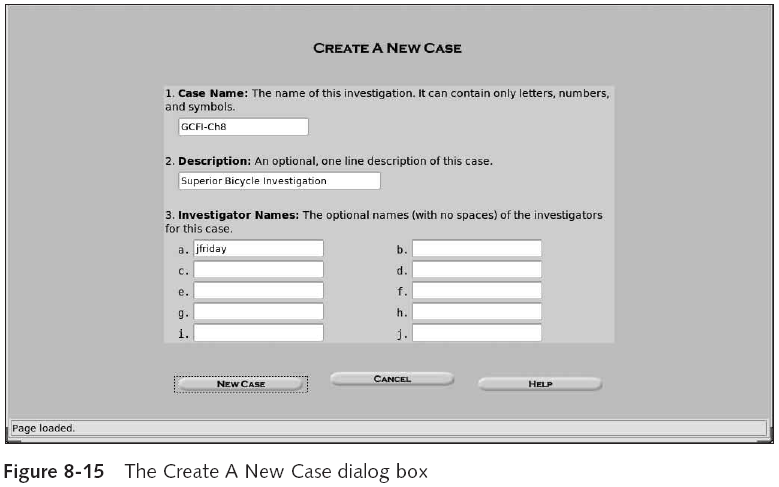 CREATE A NEW CASE
1. Case Name: The name of this investigation. It can contain only letters, numbers,
and symbols.
GCFI-Ch8
2. Description: An optional, one line description of this case.
Superior Bicycle Investigation
3. Investigator Names: The optional names (with no spaces) of the investigators
for this case.
a. jfriday b.
c. d.
e. f.
g. h.
i. j.
NEW CASE CANCEL HELP
Page loaded.
Figure 8-15 The Create A New Case dialog box